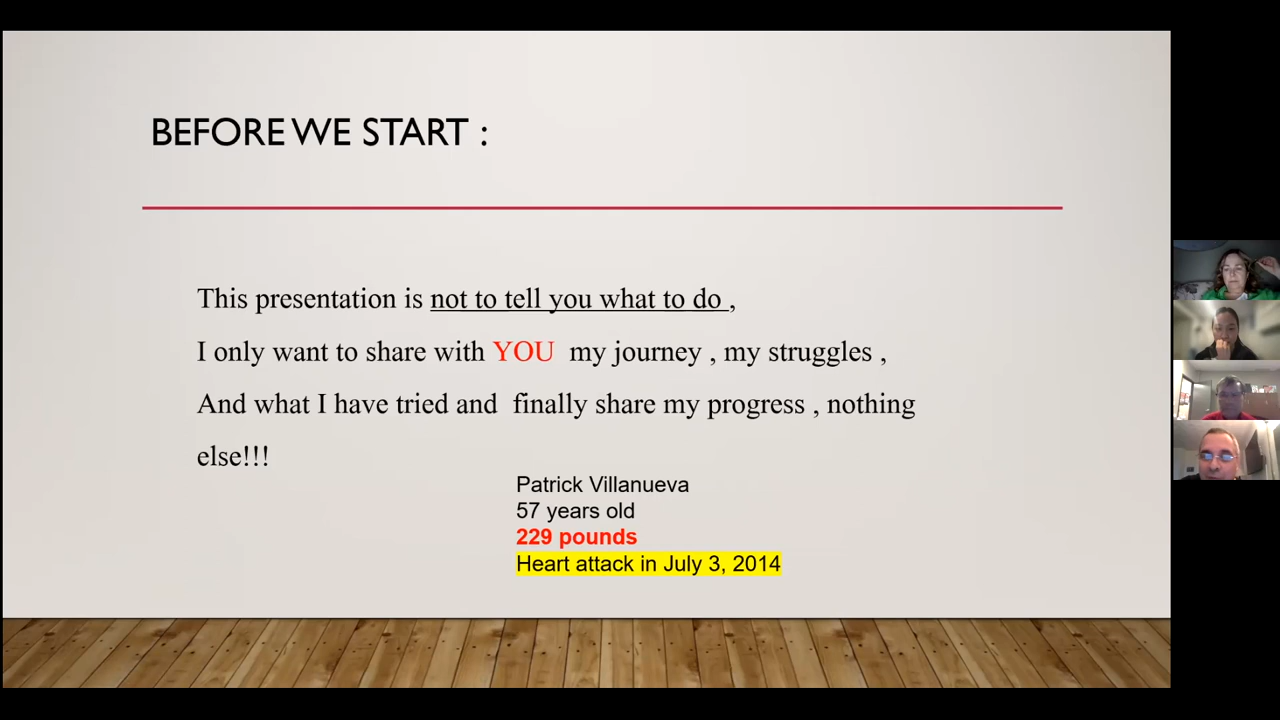 BEFORE WE START :
This presentation is not to tell you what to do ,
I only want to share with YOU my journey , my struggles ,
And what I have tried and finally share my progress , nothing
else!!!
Patrick Villanueva
57 years old
229 pounds
Heart attack in July 3, 2014